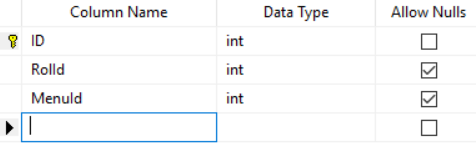 Column Name Data Type Allow Nulls
ID int
RolId int
MenuId int